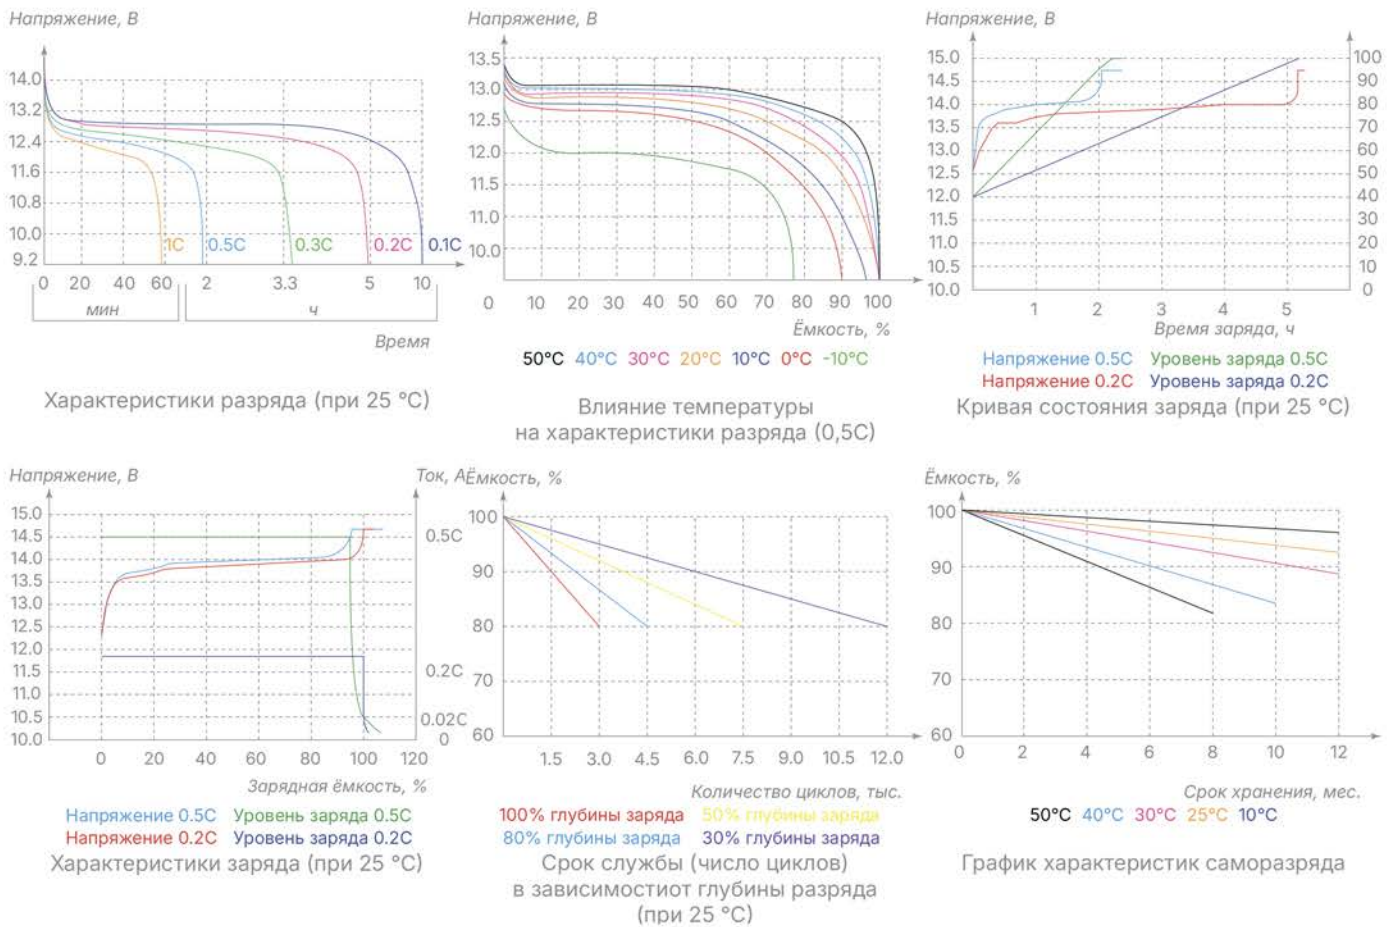 Напряжение, В
14.0
13.2
12.4
11.6
10.8
10.0
9.2
1C
0.5C
0.3C
0.2C
0.1C
0 20 40 60 2 3.3 5 10
мин
ч
Время
Характеристики разряда (при 25 °C)
Напряжение, В
13.5
13.0
12.5
12.0
11.5
11.0
10.0
0 10 20 30 40 50 60 70 80 90 100
Ёмкость, %
50°C 40°C 30°C 20°C 10°C 0°C -10°C
Влияние температуры
на характеристики разряда (0,5C)
Напряжение, В
15.0
14.5
14.0
13.5
13.0
12.5
12.0
11.5
11.0
10.5
10.0
100
90
80
70
60
50
40
30
20
10
0
1 2 3 4 5
Время заряда, ч
Напряжение 0.5C Уровень заряда 0.5C
Напряжение 0.2C Уровень заряда 0.2C
Кривая состояния заряда (при 25 °C)
Напряжение, В
Ток, А
15.0
14.5
14.0
13.5
13.0
12.0
11.5
11.0
10.5
10.0
0.5C
0.2C
0.02C
0
0 20 40 60 80 100 120
Зарядная ёмкость, %
Напряжение 0.5C Уровень заряда 0.5C
Напряжение 0.2C Уровень заряда 0.2C
Характеристики заряда (при 25 °C)
Ёмкость, %
100
90
80
70
60
1.5 3.0 4.5 6.0 7.5 9.0 10.5 12.0
Количество циклов, тыс.
100% глубины заряда 50% глубины заряда
80% глубины заряда 30% глубины заряда
Срок службы (число циклов)
в зависимостиот глубины разряда
(при 25 °C)
Ёмкость, %
100
90
80
70
60
0 2 4 6 8 10 12
Срок хранения, мес.
50°C 40°C 30°C 25°C 10°C
График характеристик саморазряда